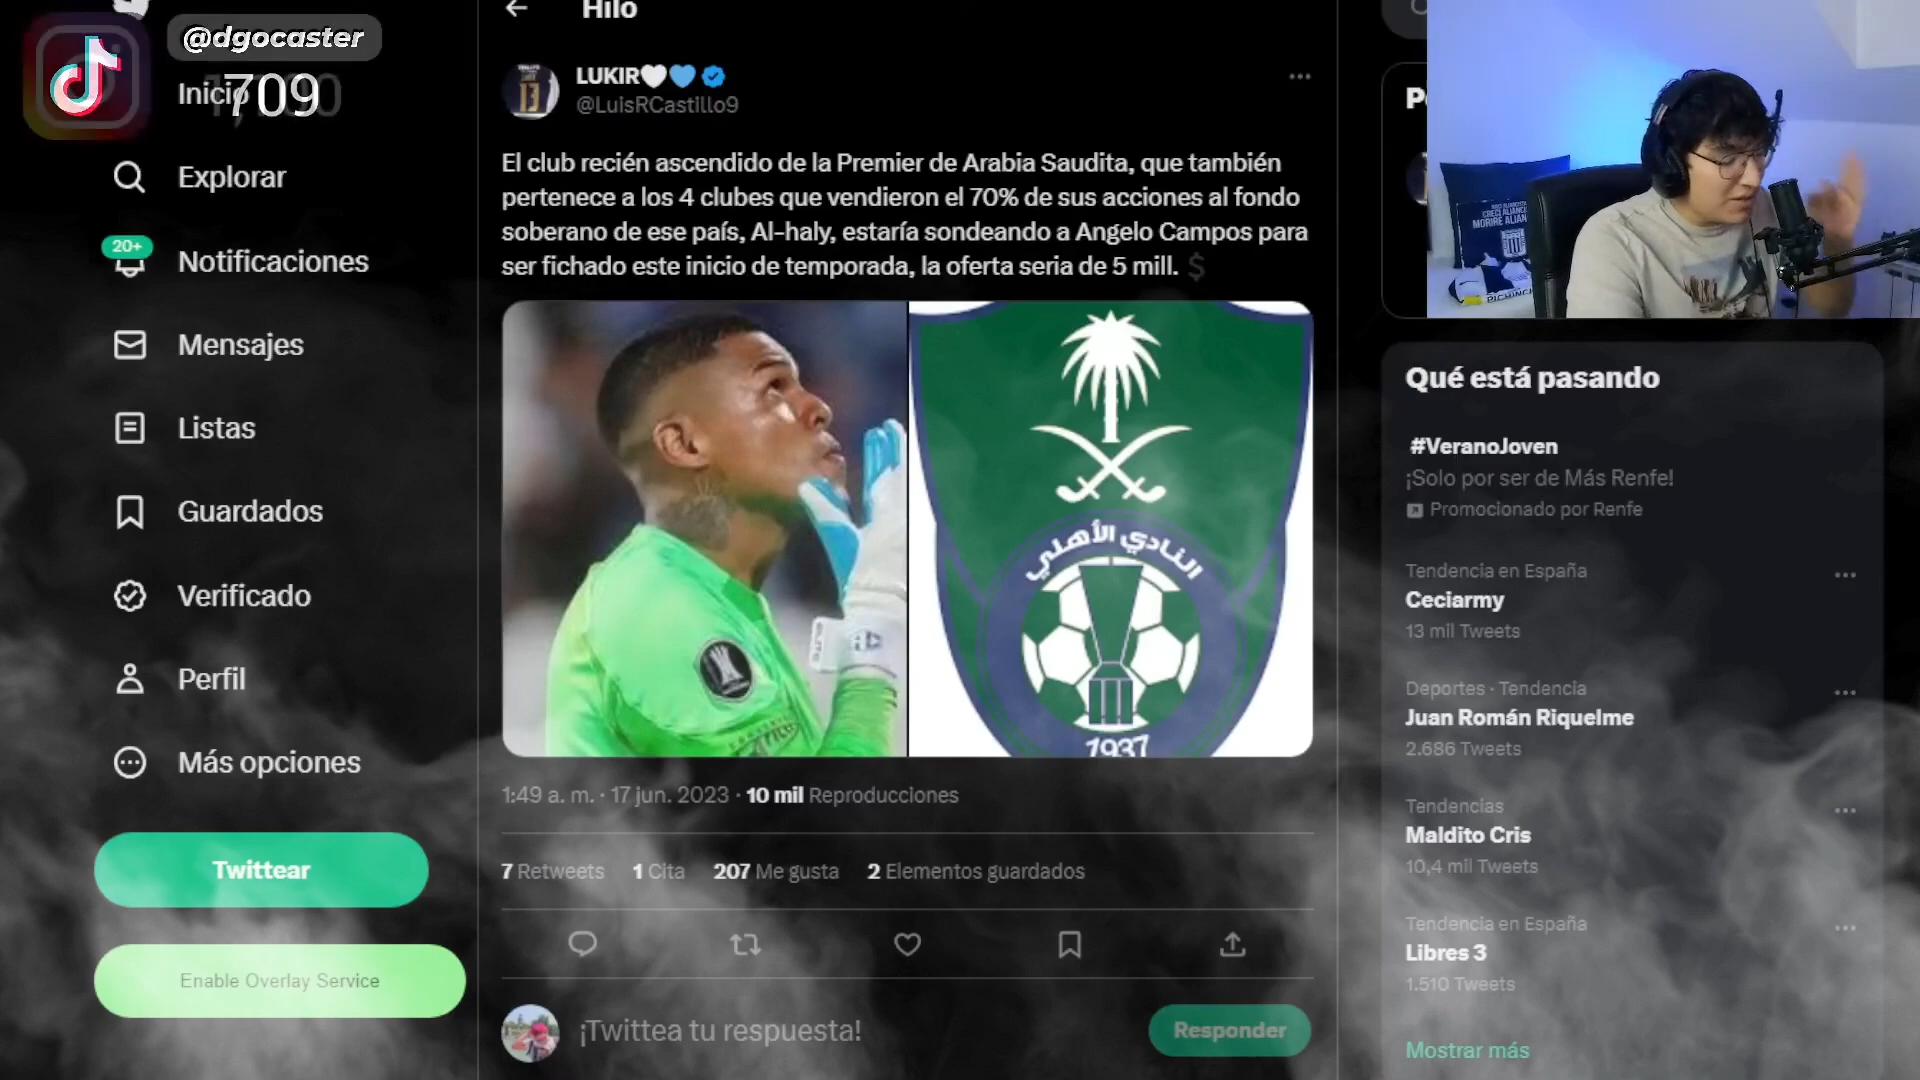 @dgocaster
Inicio
709
Explorar
20+
Notificaciones
Mensajes
Listas
Guardados
Verificado
Perfil
Más opciones
Twittear
Enable Overlay Service
Hilo
LUKIR
@LuisRCastillo9
El club recién ascendido de la Premier de Arabia Saudita, que también
pertenece a los 4 clubes que vendieron el 70% de sus acciones al fondo
soberano de ese país, Al-haly, estaría sondeando a Angelo Campos para
ser fichado este inicio de temporada, la oferta seria de 5 mill. $
النادي الأهلي
1937
1:49 a. m. · 17 jun. 2023 · 10 mil Reproducciones
7 Retweets 1 Cita 207 Me gusta 2 Elementos guardados
¡Twittea tu respuesta!
Responder
CRECI ALIANCISTA
MORIRE ALIAN
PICHINC
Qué está pasando
#VeranoJoven
¡Solo por ser de Más Renfe!
Promocionado por Renfe
Tendencia en España
Ceciarmy
13 mil Tweets
Deportes · Tendencia
Juan Román Riquelme
2.686 Tweets
Tendencias
Maldito Cris
10,4 mil Tweets
Tendencia en España
Libres 3
1.510 Tweets
Mostrar más